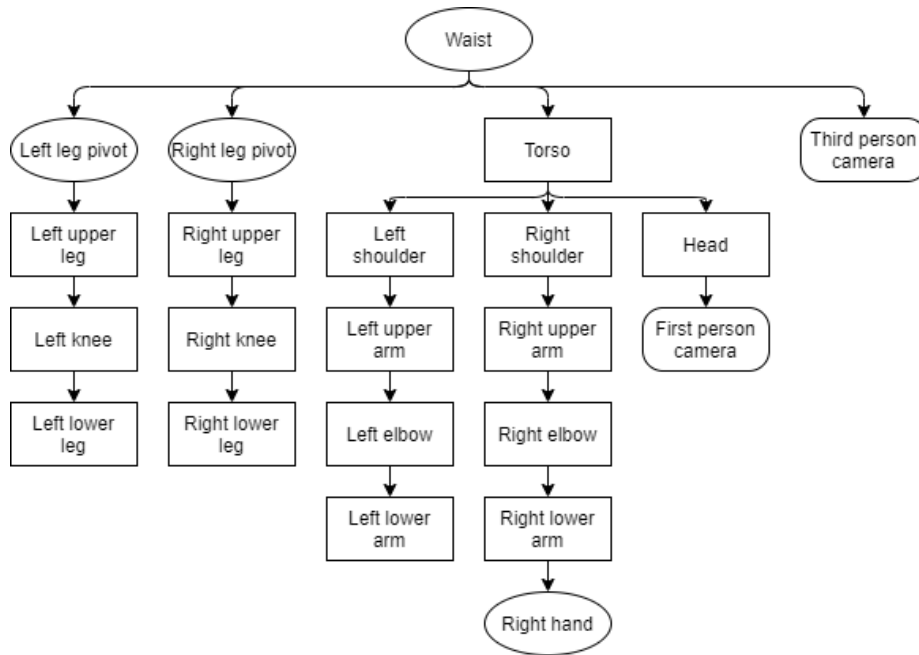 Waist
Left leg pivot
Right leg pivot
Torso
Third person
camera
Left upper
leg
Right upper
leg
Left
shoulder
Right
shoulder
Head
Left knee
Right knee
Left upper
arm
Right upper
arm
First person
camera
Left lower
leg
Right lower
leg
Left elbow
Right elbow
Left lower
arm
Right lower
arm
Right hand